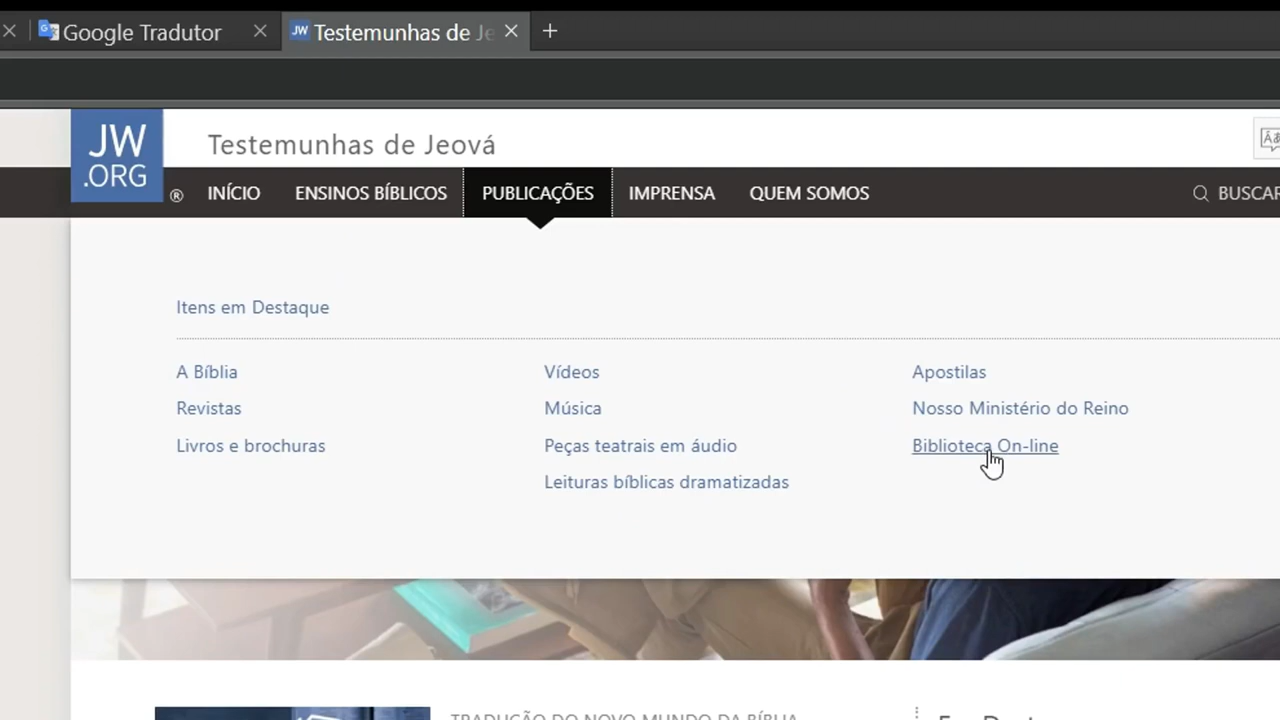 Google Tradutor
JW Testemunhas de Je
JW
.ORG
®
Testemunhas de Jeová
INÍCIO
ENSINOS BÍBLICOS
PUBLICAÇÕES
IMPRENSA
QUEM SOMOS
BUSCAR
Itens em Destaque
A Bíblia
Revistas
Livros e brochuras
Vídeos
Música
Peças teatrais em áudio
Leituras bíblicas dramatizadas
Apostilas
Nosso Ministério do Reino
Biblioteca On-line
TRADUÇÃO DO NOVO MUNDO DA BÍBLIA